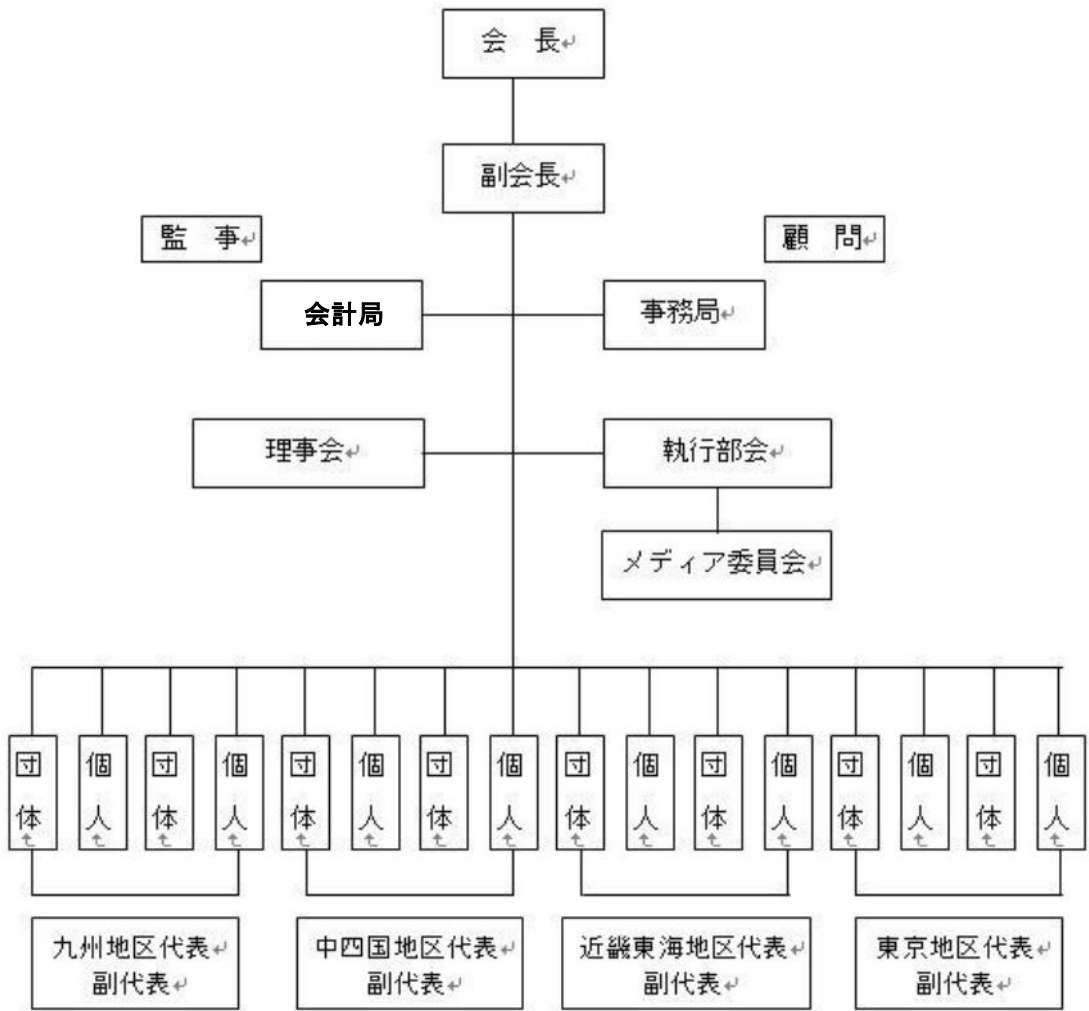 会　長
副会長
監　事
顧　問
会計局
事務局
理事会
執行部会
メディア委員会
団体
個人
団体
個人
団体
個人
団体
個人
団体
個人
団体
個人
団体
個人
団体
個人
九州地区代表
副代表
中四国地区代表
副代表
近畿東海地区代表
副代表
東京地区代表
副代表